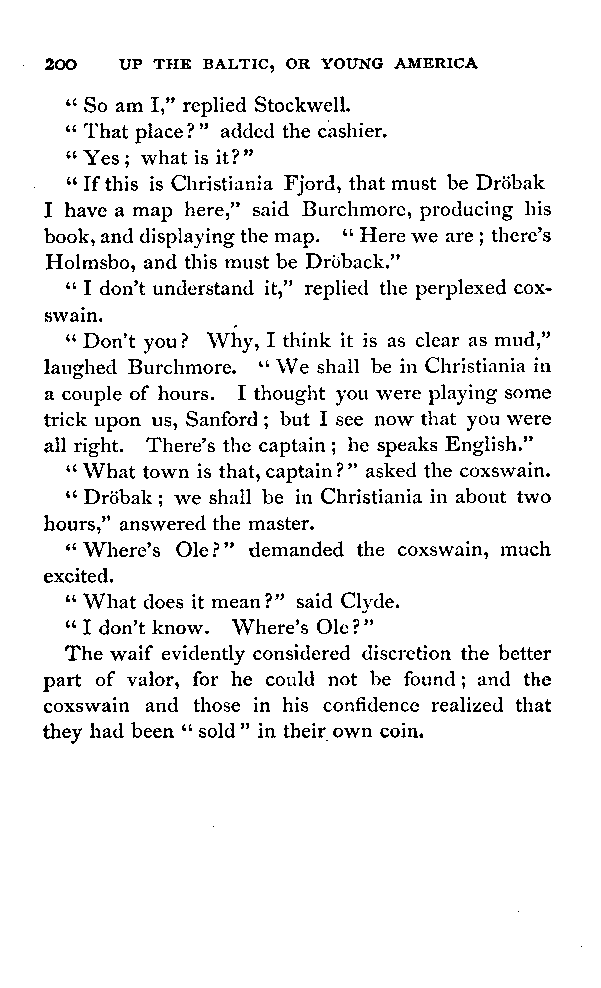 200 UP THE BALTIC, OR YOUNG AMERICA
“ So am I,” replied Stockwell.
“ That place ? ” added the cashier.
“ Yes ; what is it ? ”
“ If this is Christiania Fjord, that must be Dröbak
I have a map here,” said Burchmore, producing his
book, and displaying the map. “ Here we are ; there’s
Holmsbo, and this must be Dröback.”
“ I don’t understand it,” replied the perplexed cox-
swain.
“ Don’t you ? Why, I think it is as clear as mud,”
laughed Burchmore. “ We shall be in Christiania in
a couple of hours. I thought you were playing some
trick upon us, Sanford ; but I see now that you were
all right. There’s the captain ; he speaks English.”
“ What town is that, captain ? ” asked the coxswain.
“ Dröbak ; we shall be in Christiania in about two
hours,” answered the master.
“ Where’s Ole ? ” demanded the coxswain, much
excited.
“ What does it mean ? ” said Clyde.
“ I don’t know. Where’s Ole ? ”
The waif evidently considered discretion the better
part of valor, for he could not be found ; and the
coxswain and those in his confidence realized that
they had been “ sold ” in their own coin.